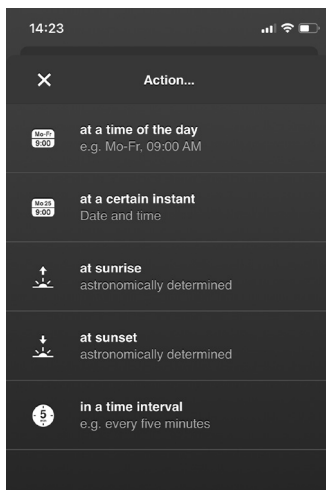 14:23
Action...
at a time of the day
Mo-Fr
9:00
e.g. Mo-Fr, 09:00 AM
at a certain instant
Mo 25
9:00
Date and time
at sunrise
astronomically determined
at sunset
astronomically determined
in a time interval
5
e.g. every five minutes